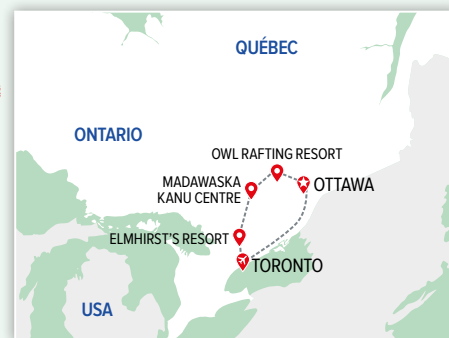 QUÉBEC
ONTARIO
OWL RAFTING RESORT
MADAWASKA
KANU CENTRE
OTTAWA
ELMHIRST'S RESORT
TORONTO
USA